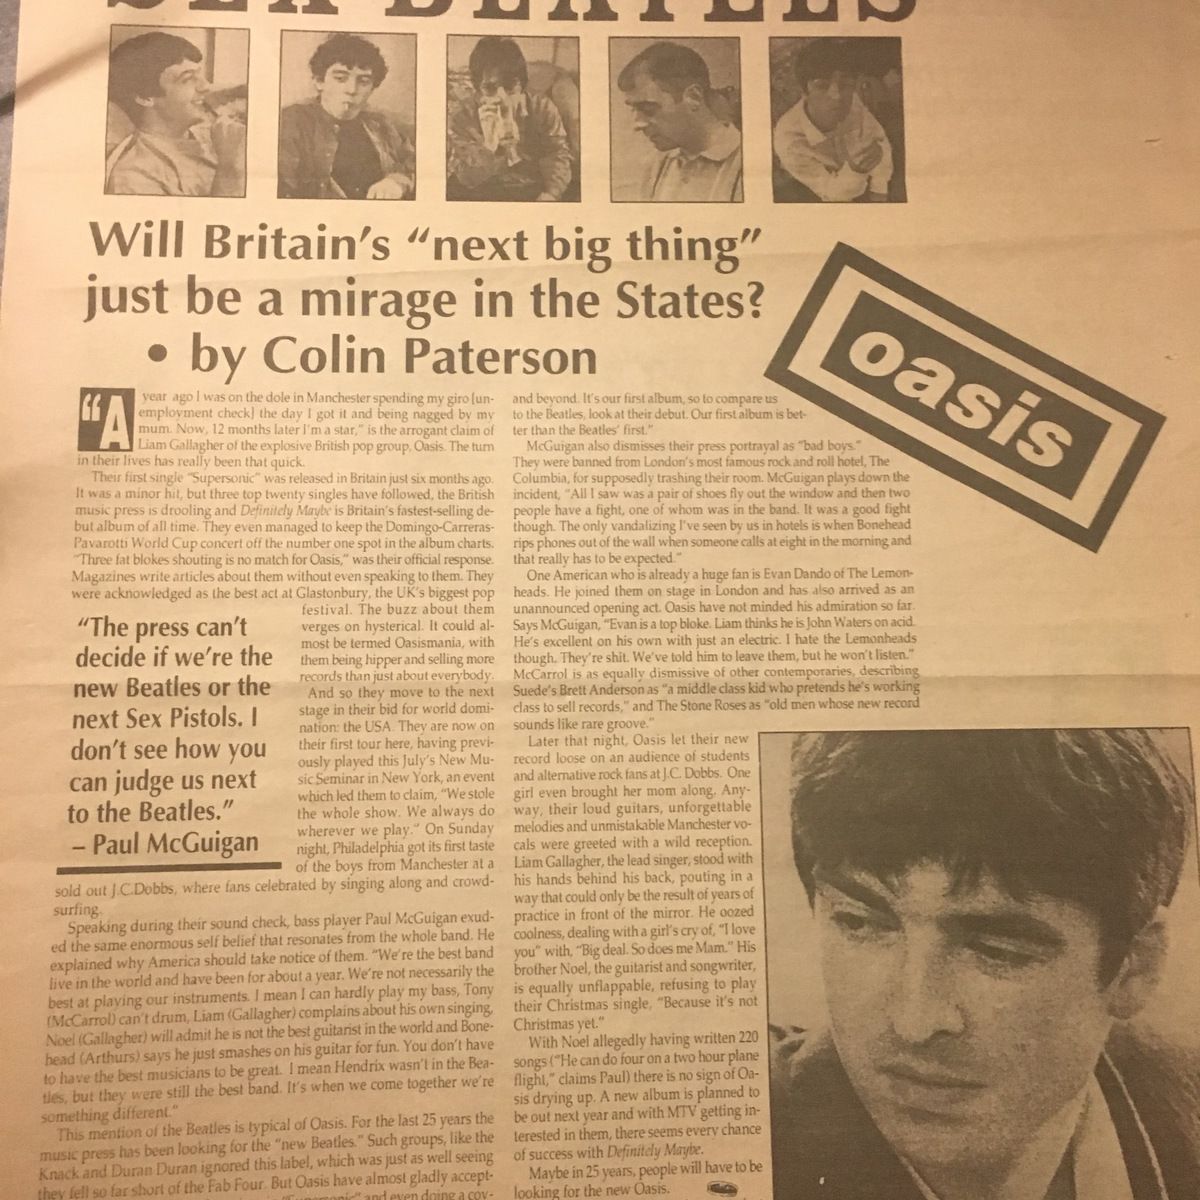 SEX BEATLES
Will Britain's "next big thing"
just be a mirage in the States?
• by Colin Paterson
oasis
"A year ago I was on the dole in Manchester spending my giro [un-
employment check] the day I got it and being nagged by my
mum. Now, 12 months later I'm a star," is the arrogant claim of
Liam Gallagher of the explosive British pop group, Oasis. The turn
in their lives has really been that quick.
Their first single "Supersonic" was released in Britain just six months ago.
It was a minor hit, but three top twenty singles have followed, the British
music press is drooling and Definitely Maybe is Britain's fastest-selling de-
but album of all time. They even managed to keep the Domingo-Carreras-
Pavarotti World Cup concert off the number one spot in the album charts.
"Three fat blokes shouting is no match for Oasis," was their official response.
Magazines write articles about them without even speaking to them. They
were acknowledged as the best act at Glastonbury, the UK's biggest pop
festival. The buzz about them
verges on hysterical. It could al-
most be termed Oasismania, with
them being hipper and selling more
records than just about everybody.
And so they move to the next
stage in their bid for world domi-
nation: the USA. They are now on
their first tour here, having previ-
ously played this July's New Mu-
sic Seminar in New York, an event
which led them to claim, "We stole
the whole show. We always do
wherever we play." On Sunday
night, Philadelphia got its first taste
of the boys from Manchester at a
sold out J.C.Dobbs, where fans celebrated by singing along and crowd-
surfing.
"The press can't
decide if we're the
new Beatles or the
next Sex Pistols. I
don't see how you
can judge us next
to the Beatles."
– Paul McGuigan
Speaking during their sound check, bass player Paul McGuigan exud-
ed the same enormous self belief that resonates from the whole band. He
explained why America should take notice of them. "We're the best band
live in the world and have been for about a year. We're not necessarily the
best at playing our instruments. I mean I can hardly play my bass, Tony
(McCarrol) can't drum, Liam (Gallagher) complains about his own singing,
Noel (Gallagher) will admit he is not the best guitarist in the world and Bone-
head (Arthurs) says he just smashes on his guitar for fun. You don't have
to have the best musicians to be great. I mean Hendrix wasn't in the Bea-
tles, but they were still the best band. It's when we come together we're
something different."
This mention of the Beatles is typical of Oasis. For the last 25 years the
music press has been looking for the "new Beatles." Such groups, like the
Knack and Duran Duran ignored this label, which was just as well seeing
they fell so far short of the Fab Four. But Oasis have almost gladly accept-
"Supersonic" and even doing a cov-
and beyond. It's our first album, so to compare us
to the Beatles, look at their debut. Our first album is bet-
ter than the Beatles' first."
McGuigan also dismisses their press portrayal as "bad boys."
They were banned from London's most famous rock and roll hotel, The
Columbia, for supposedly trashing their room. McGuigan plays down the
incident, "All I saw was a pair of shoes fly out the window and then two
people have a fight, one of whom was in the band. It was a good fight
though. The only vandalizing I've seen by us in hotels is when Bonehead
rips phones out of the wall when someone calls at eight in the morning and
that really has to be expected."
One American who is already a huge fan is Evan Dando of The Lemon-
heads. He joined them on stage in London and has also arrived as an
unannounced opening act. Oasis have not minded his admiration so far.
Says McGuigan, "Evan is a top bloke. Liam thinks he is John Waters on acid.
He's excellent on his own with just an electric. I hate the Lemonheads
though. They're shit. We've told him to leave them, but he won't listen."
McCarrol is as equally dismissive of other contemporaries, describing
Suede's Brett Anderson as "a middle class kid who pretends he's working
class to sell records," and The Stone Roses as "old men whose new record
sounds like rare groove."
Later that night, Oasis let their new
record loose on an audience of students
and alternative rock fans at J.C. Dobbs. One
girl even brought her mom along. Any-
way, their loud guitars, unforgettable
melodies and unmistakable Manchester vo-
cals were greeted with a wild reception.
Liam Gallagher, the lead singer, stood with
his hands behind his back, pouting in a
way that could only be the result of years of
practice in front of the mirror. He oozed
coolness, dealing with a girl's cry of, "I love
you" with, "Big deal. So does me Mam." His
brother Noel, the guitarist and songwriter,
is equally unflappable, refusing to play
their Christmas single, "Because it's not
Christmas yet."
With Noel allegedly having written 220
songs ("He can do four on a two hour plane
flight," claims Paul) there is no sign of Oa-
sis drying up. A new album is planned to
be out next year and with MTV getting in-
terested in them, there seems every chance
of success with Definitely Maybe.
Maybe in 25 years, people will have to be
looking for the new Oasis.